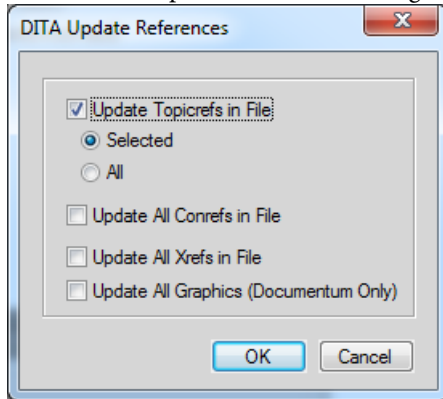 DITA Update References
Update Topicrefs in File
Selected
All
Update All Conrefs in File
Update All Xrefs in File
Update All Graphics (Documentum Only)
OK Cancel